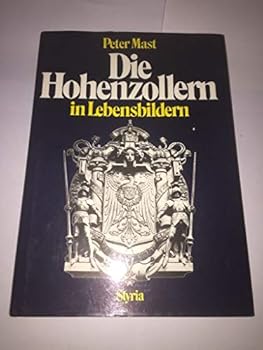 Peter Mast
Die
Hohenzollern
in Lebensbildern
Styria